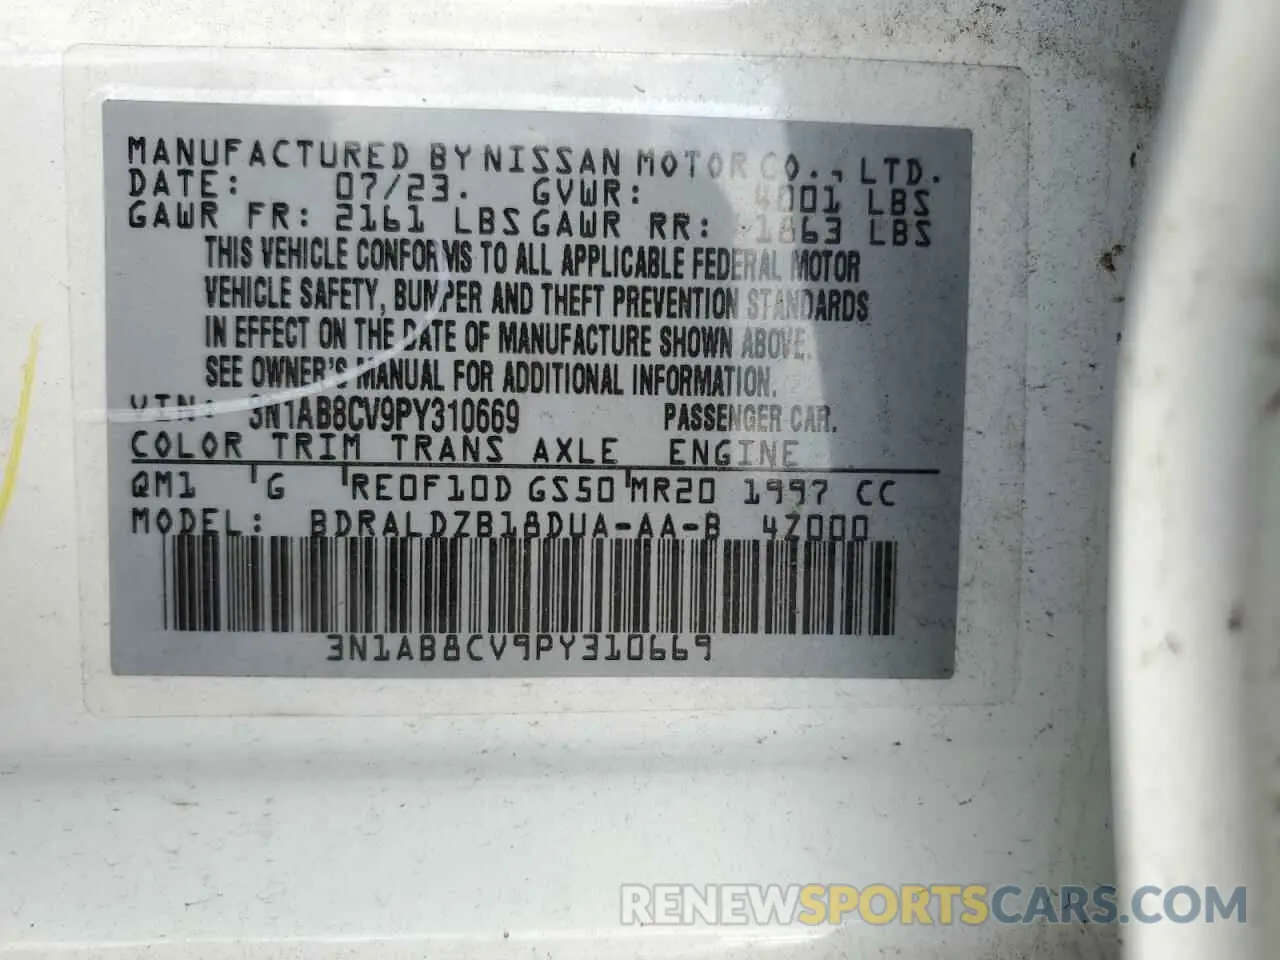 MANUFACTURED BY NISSAN MOTOR CO., LTD.
DATE: 07/23. GVWR: 4001 LBS
GAWR FR: 2161 LBS GAWR RR: 1863 LBS
THIS VEHICLE CONFORMS TO ALL APPLICABLE FEDERAL MOTOR
VEHICLE SAFETY, BUMPER AND THEFT PREVENTION STANDARDS
IN EFFECT ON THE DATE OF MANUFACTURE SHOWN ABOVE.
SEE OWNER'S MANUAL FOR ADDITIONAL INFORMATION.
VIN: 3N1AB8CV9PY310669 PASSENGER CAR.
COLOR TRIM TRANS AXLE ENGINE
QM1 G RE0F10D GS50 MR20 1997 CC
MODEL: BDRALDZB18DUA-AA-B 4Z000
3N1AB8CV9PY310669
RENEWSPORTSCARS.COM